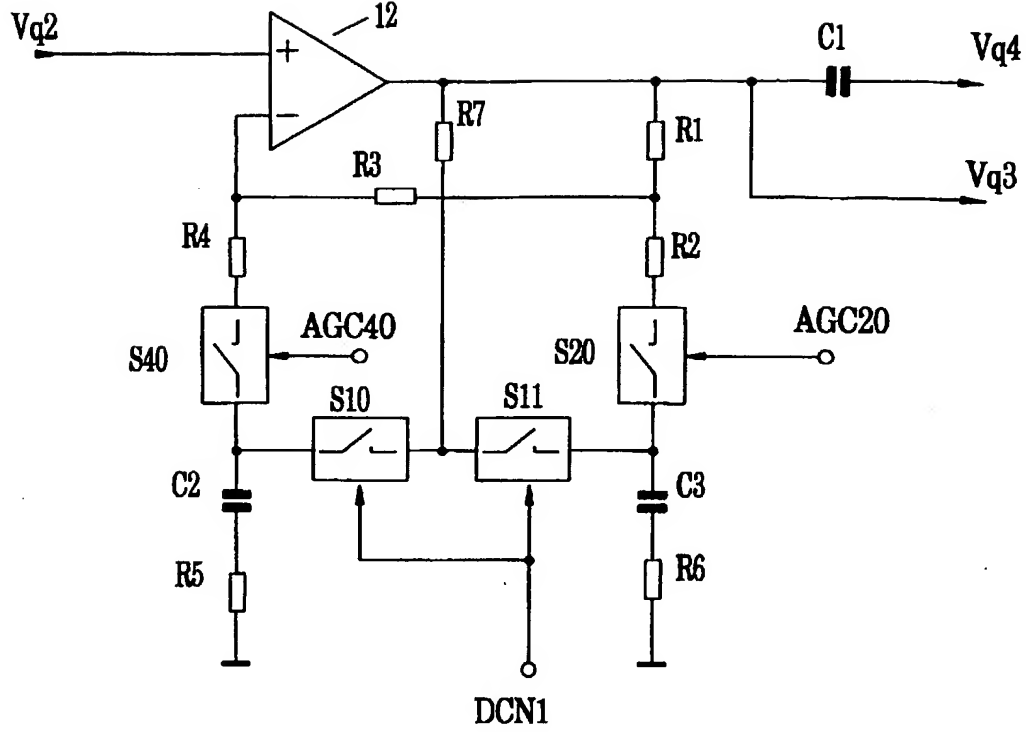 Vq2
12
+
−
C1
Vq4
R7
R1
R3
Vq3
R4
R2
AGC40
AGC20
S40
S20
S10
S11
C2
C3
R5
R6
DCN1